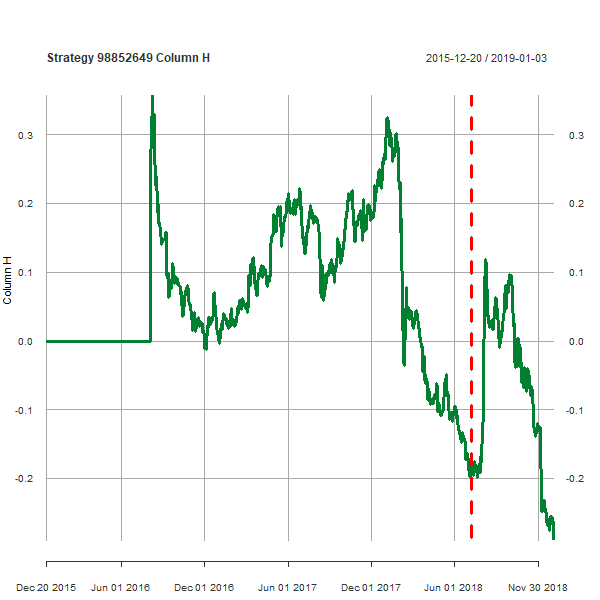 Strategy 98852649 Column H
2015-12-20 / 2019-01-03
0.3 0.3
0.2 0.2
0.1 0.1
0.0 0.0
-0.1 -0.1
-0.2 -0.2
Column H
Dec 20 2015 Jun 01 2016 Dec 01 2016 Jun 01 2017 Dec 01 2017 Jun 01 2018 Nov 30 2018